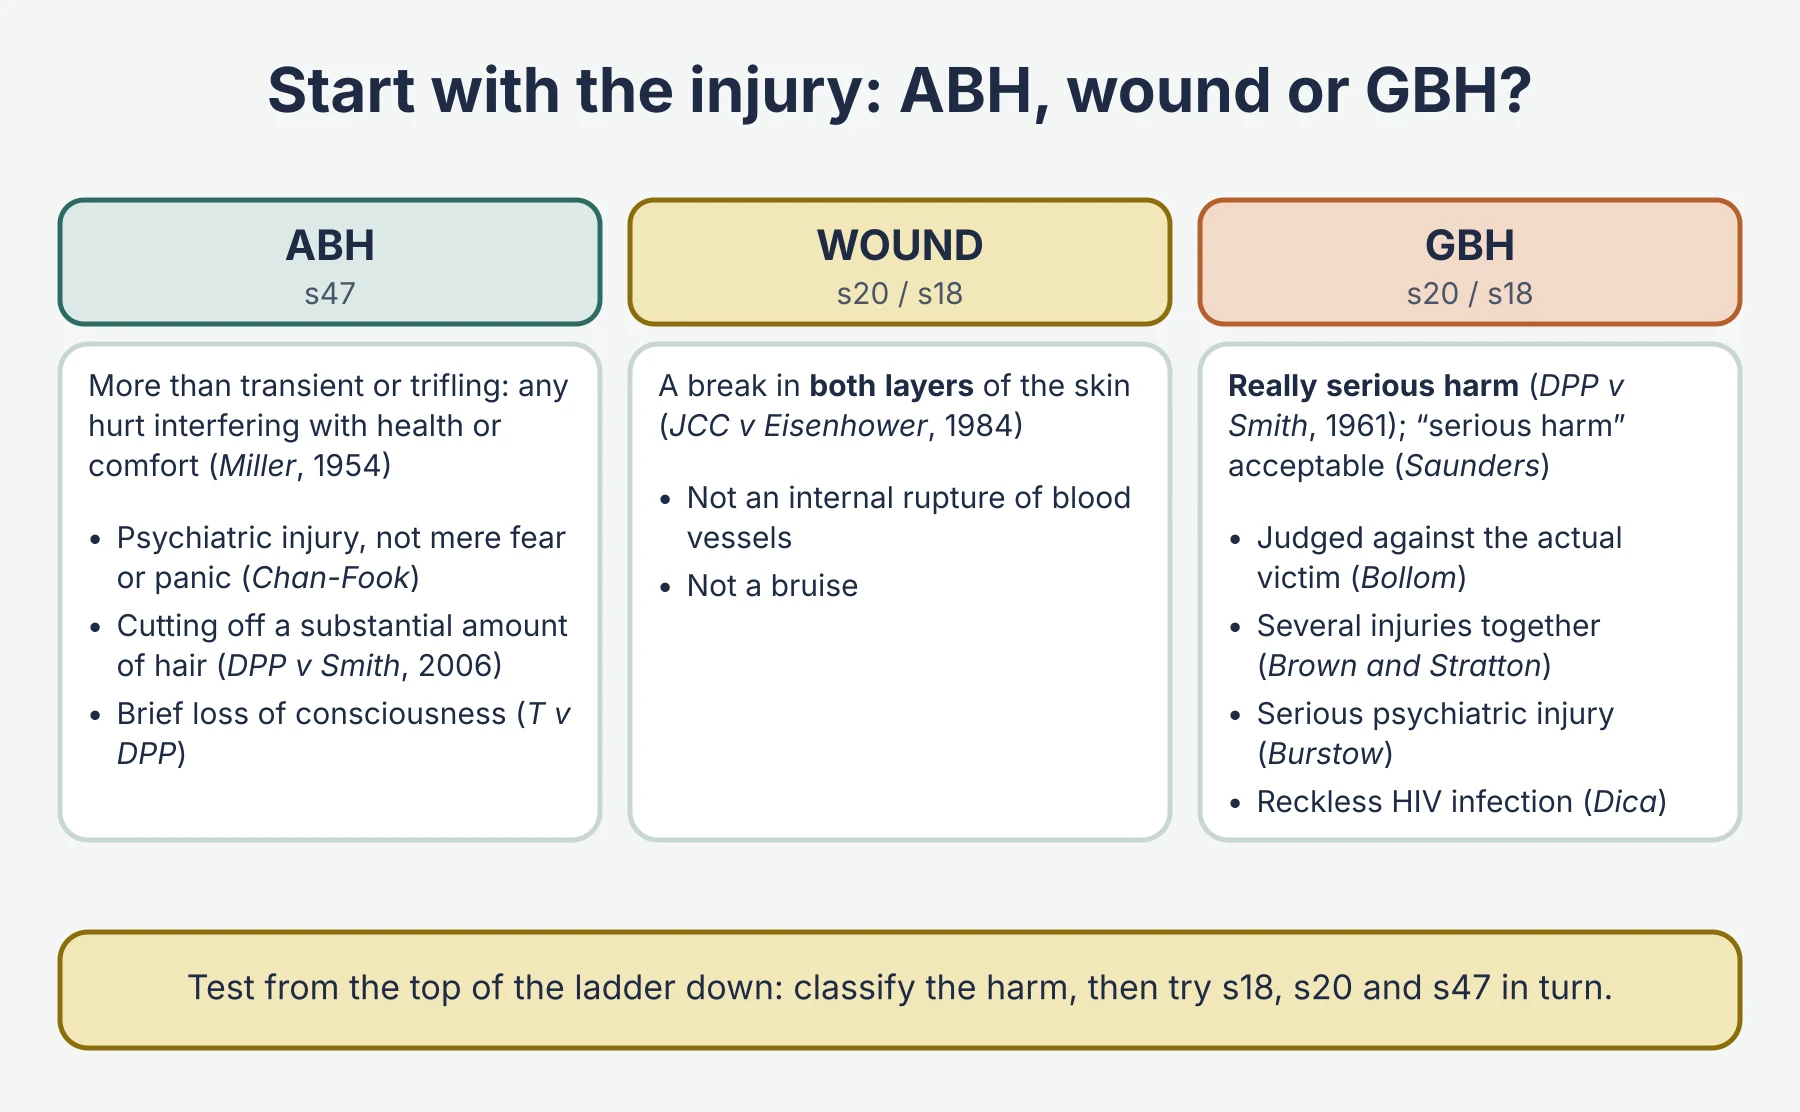 Start with the injury: ABH, wound or GBH?
ABH
s47
More than transient or trifling: any
hurt interfering with health or
comfort (Miller, 1954)
• Psychiatric injury, not mere fear
or panic (Chan-Fook)
• Cutting off a substantial amount
of hair (DPP v Smith, 2006)
• Brief loss of consciousness (T v
DPP)
WOUND
s20 / s18
A break in both layers of the skin
(JCC v Eisenhower, 1984)
• Not an internal rupture of blood
vessels
• Not a bruise
GBH
s20 / s18
Really serious harm (DPP v
Smith, 1961); “serious harm”
acceptable (Saunders)
• Judged against the actual
victim (Bollom)
• Several injuries together
(Brown and Stratton)
• Serious psychiatric injury
(Burstow)
• Reckless HIV infection (Dica)
Test from the top of the ladder down: classify the harm, then try s18, s20 and s47 in turn.